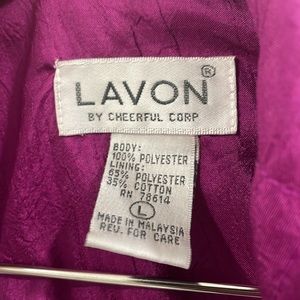 LAVON®
BY CHEERFUL CORP
BODY:
100% POLYESTER
LINING:
65% POLYESTER
35% COTTON
RN 78614
L
MADE IN MALAYSIA
REV. FOR CARE